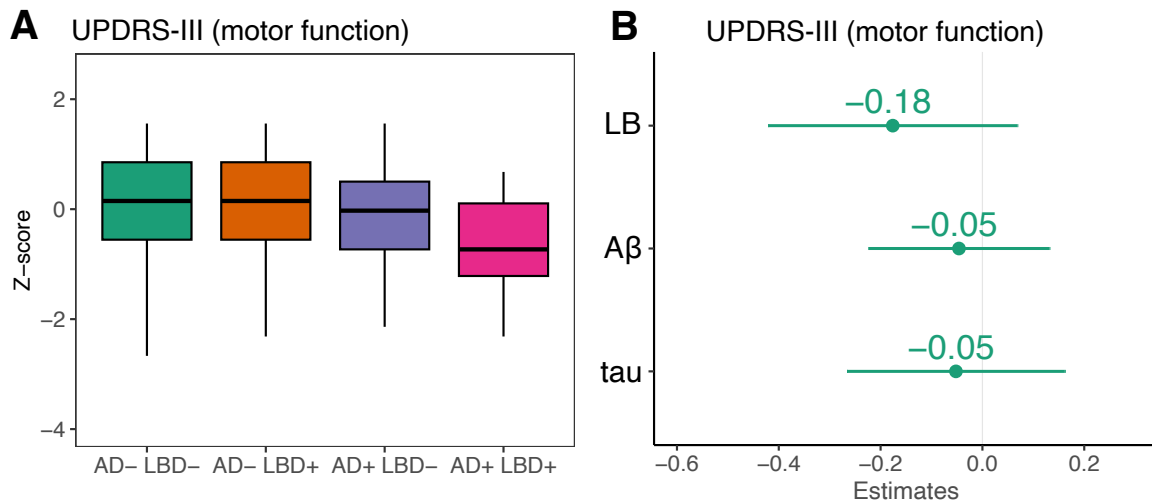 A UPDRS-III (motor function)
Z-score
2
0
−2
−4
AD− LBD− AD− LBD+ AD+ LBD− AD+ LBD+
B UPDRS-III (motor function)
LB
−0.18
Aβ
−0.05
tau
−0.05
−0.6 −0.4 −0.2 0.0 0.2
Estimates